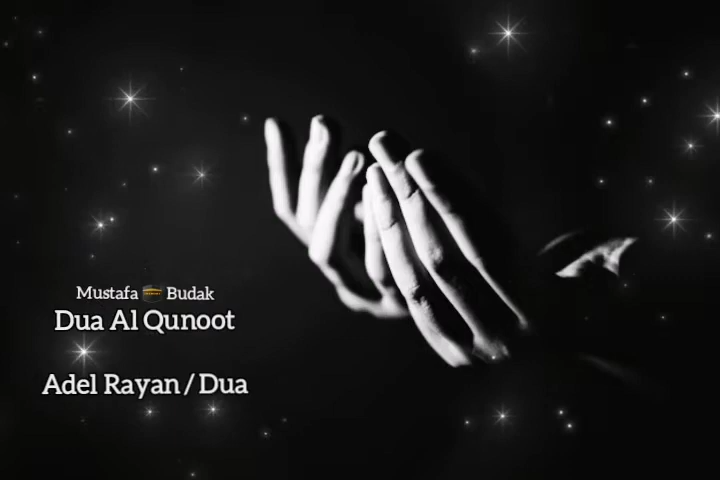 Mustafa 🕋 Budak
Dua Al Qunoot
Adel Rayan / Dua